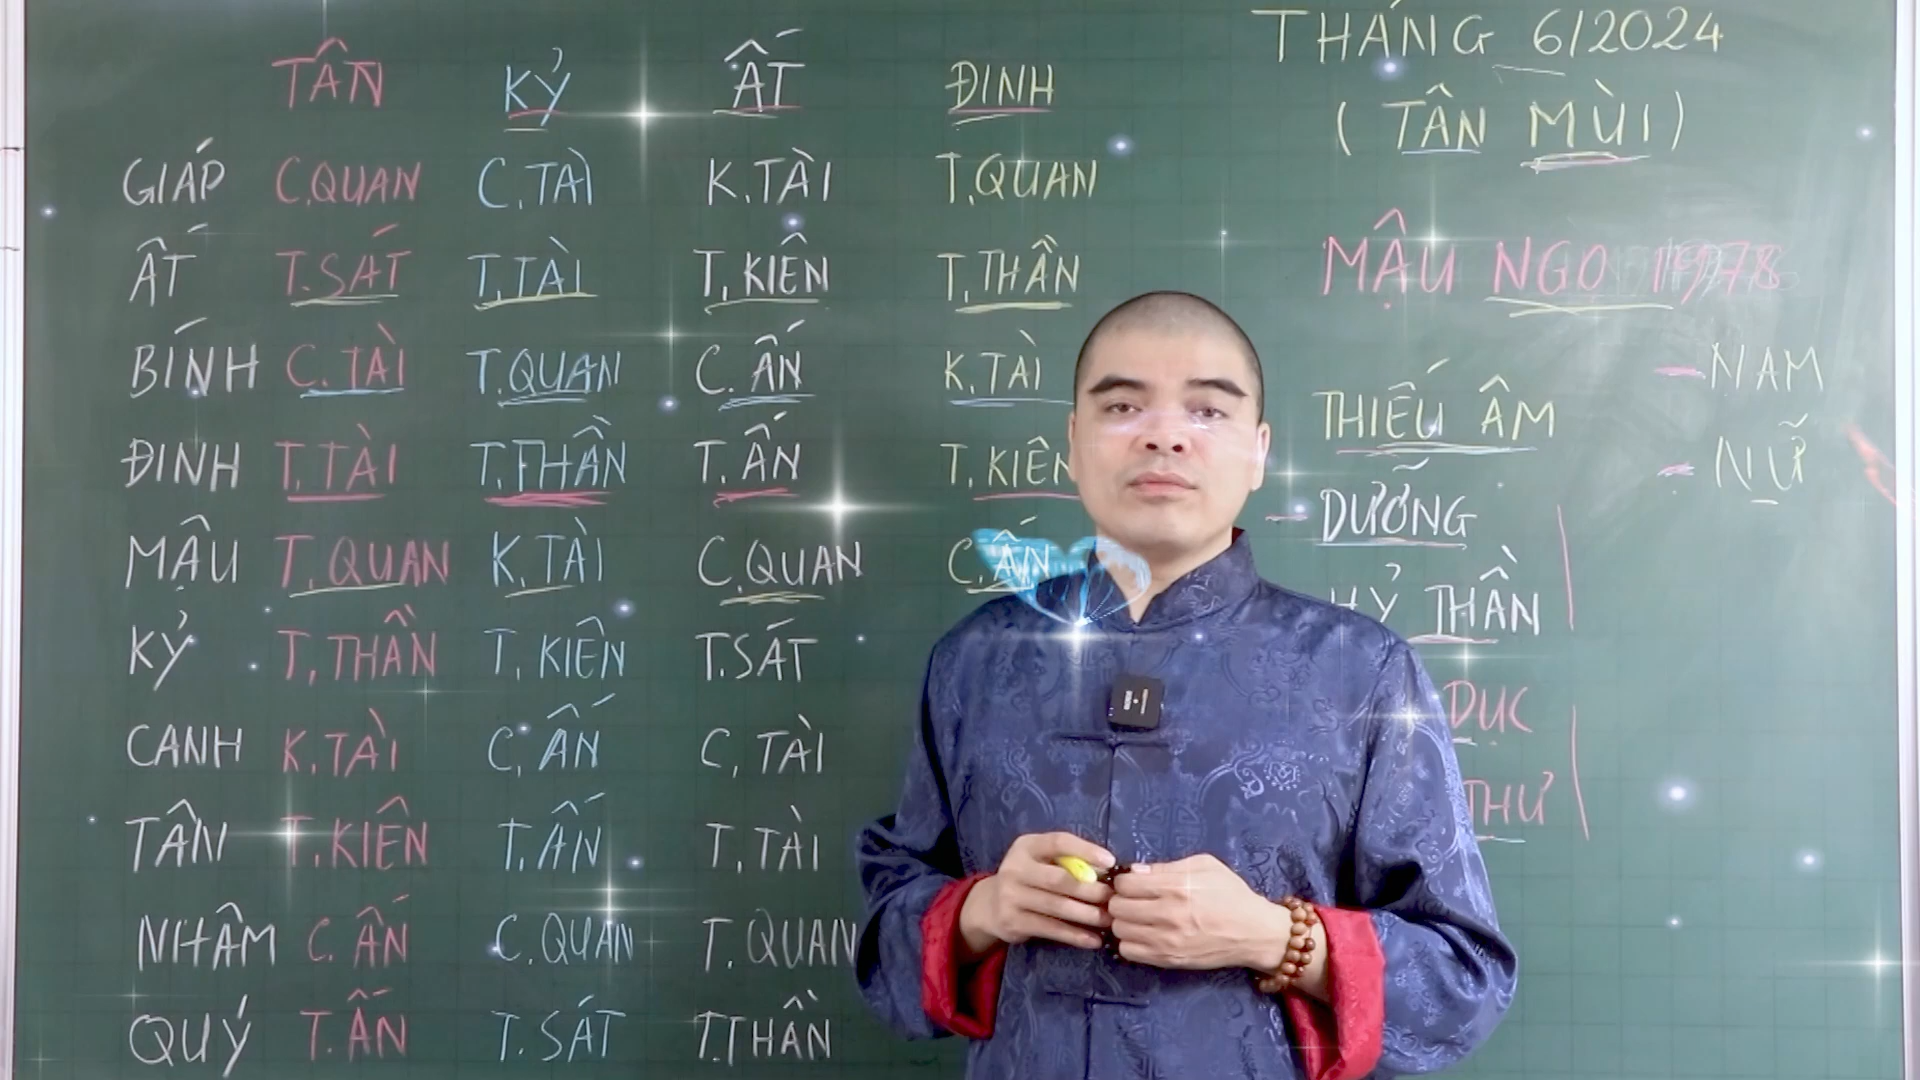 TÂN KỶ ẤT ĐINH
GIÁP C.QUAN C.TÀI K.TÀI T.QUAN
ẤT T.SÁT T.TÀI T.KIÊN T.THẦN
BÍNH C.TÀI T.QUAN C.ẤN K.TÀI
ĐINH T.TÀI T.THẦN T.ẤN T.KIÊN
MẬU T.QUAN K.TÀI C.QUAN C.ẤN
KỶ T.THẦN T.KIÊN T.SÁT
CANH K.TÀI C.ẤN C.TÀI
TÂN T.KIÊN T.ẤN T.TÀI
NHÂM C.ẤN C.QUAN T.QUAN
QUÝ T.ẤN T.SÁT T.THẦN
THÁNG 6/2024
(TÂN MÙI)
MẬU NGO 1978
- NAM
- NỮ
THIẾU ÂM
- DƯỠNG
HỶ THẦN
DỤC
THƯ